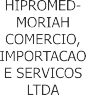 HIPROMED-
MORIAH
COMERCIO,
IMPORTACAO
E SERVICOS
LTDA